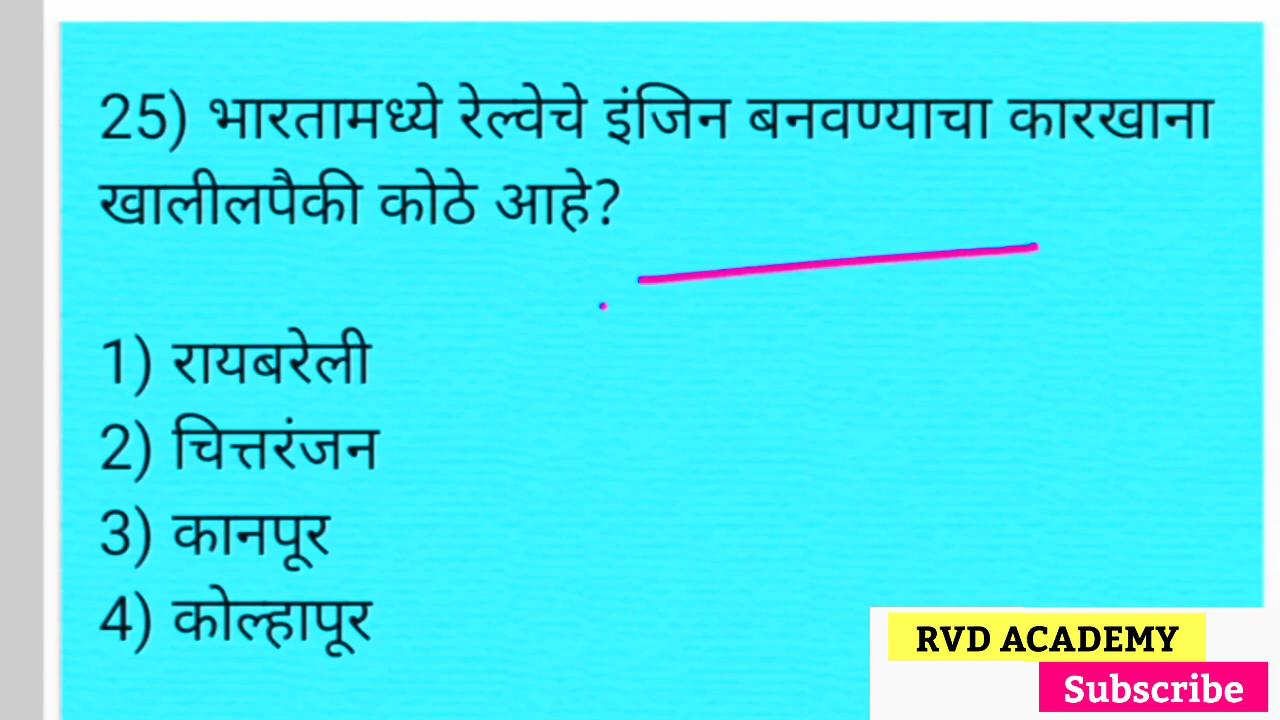 25) भारतामध्ये रेल्वेचे इंजिन बनवण्याचा कारखाना
खालीलपैकी कोठे आहे?
1) रायबरेली
2) चित्तरंजन
3) कानपूर
4) कोल्हापूर
RVD ACADEMY
Subscribe